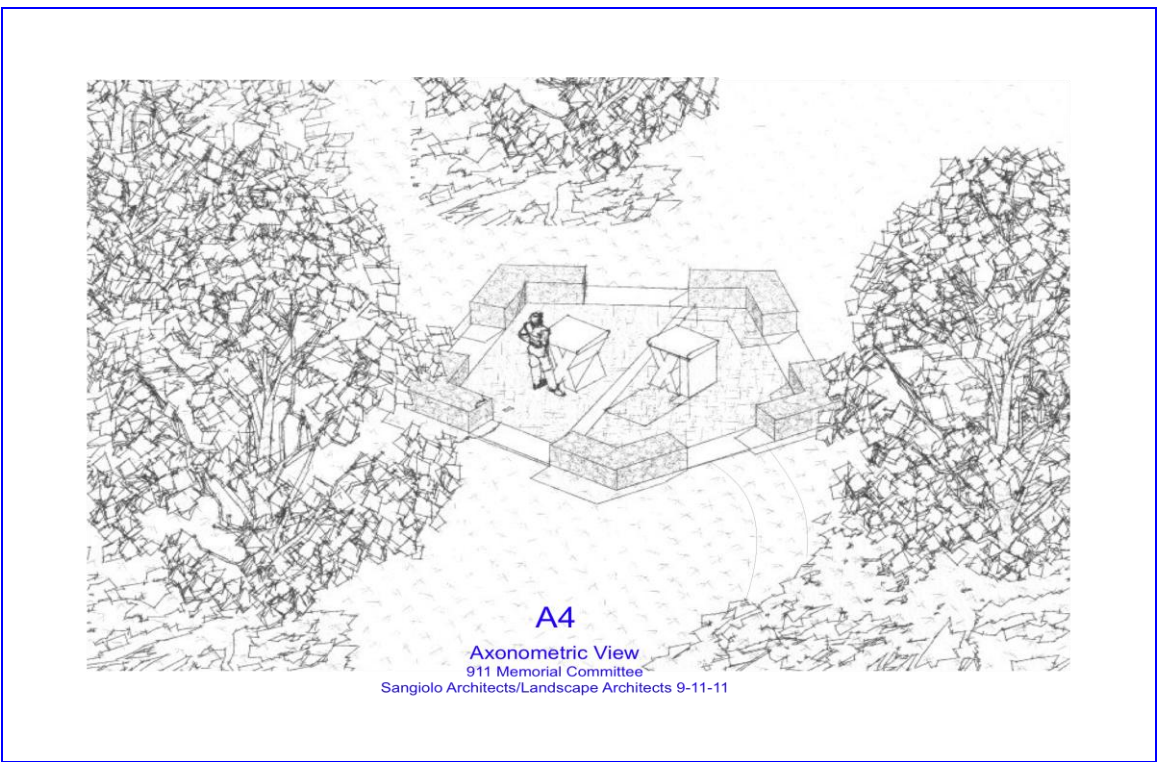 A4
Axonometric View
911 Memorial Committee
Sangiolo Architects/Landscape Architects 9-11-11